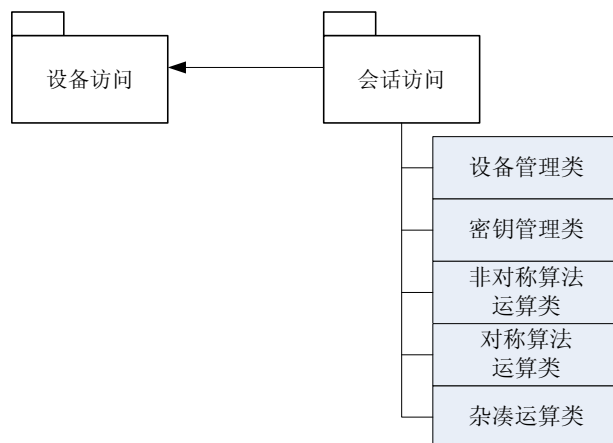 设备访问
会话访问
设备管理类
密钥管理类
非对称算法
运算类
对称算法
运算类
杂凑运算类